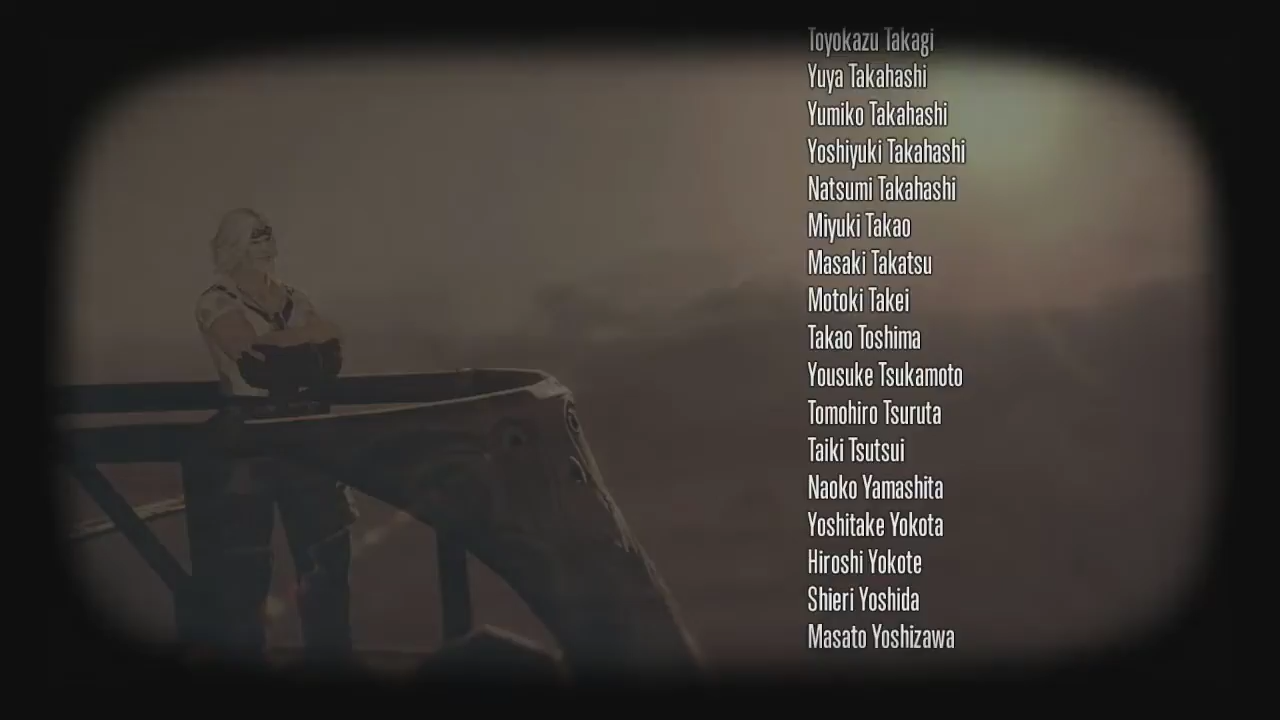 Toyokazu Takagi
Yuya Takahashi
Yumiko Takahashi
Yoshiyuki Takahashi
Natsumi Takahashi
Miyuki Takao
Masaki Takatsu
Motoki Takei
Takao Toshima
Yousuke Tsukamoto
Tomohiro Tsuruta
Taiki Tsutsui
Naoko Yamashita
Yoshitake Yokota
Hiroshi Yokote
Shieri Yoshida
Masato Yoshizawa